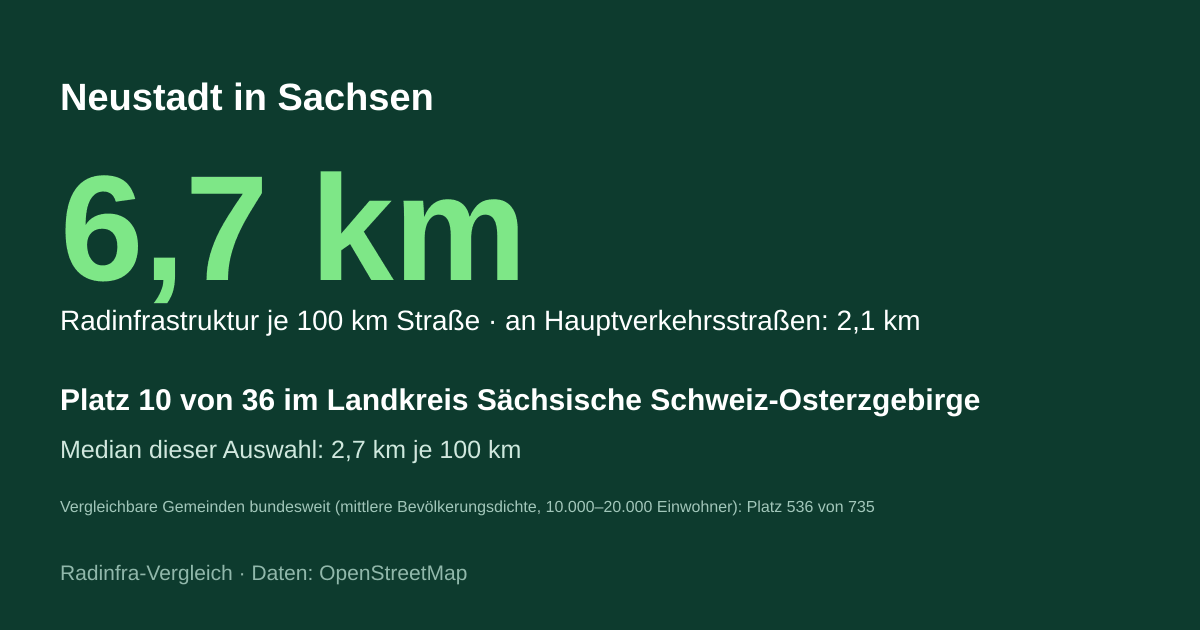 Neustadt in Sachsen
6,7 km
Radinfrastruktur je 100 km Straße · an Hauptverkehrsstraßen: 2,1 km
Platz 10 von 36 im Landkreis Sächsische Schweiz-Osterzgebirge
Median dieser Auswahl: 2,7 km je 100 km
Vergleichbare Gemeinden bundesweit (mittlere Bevölkerungsdichte, 10.000–20.000 Einwohner): Platz 536 von 735
Radinfra-Vergleich · Daten: OpenStreetMap